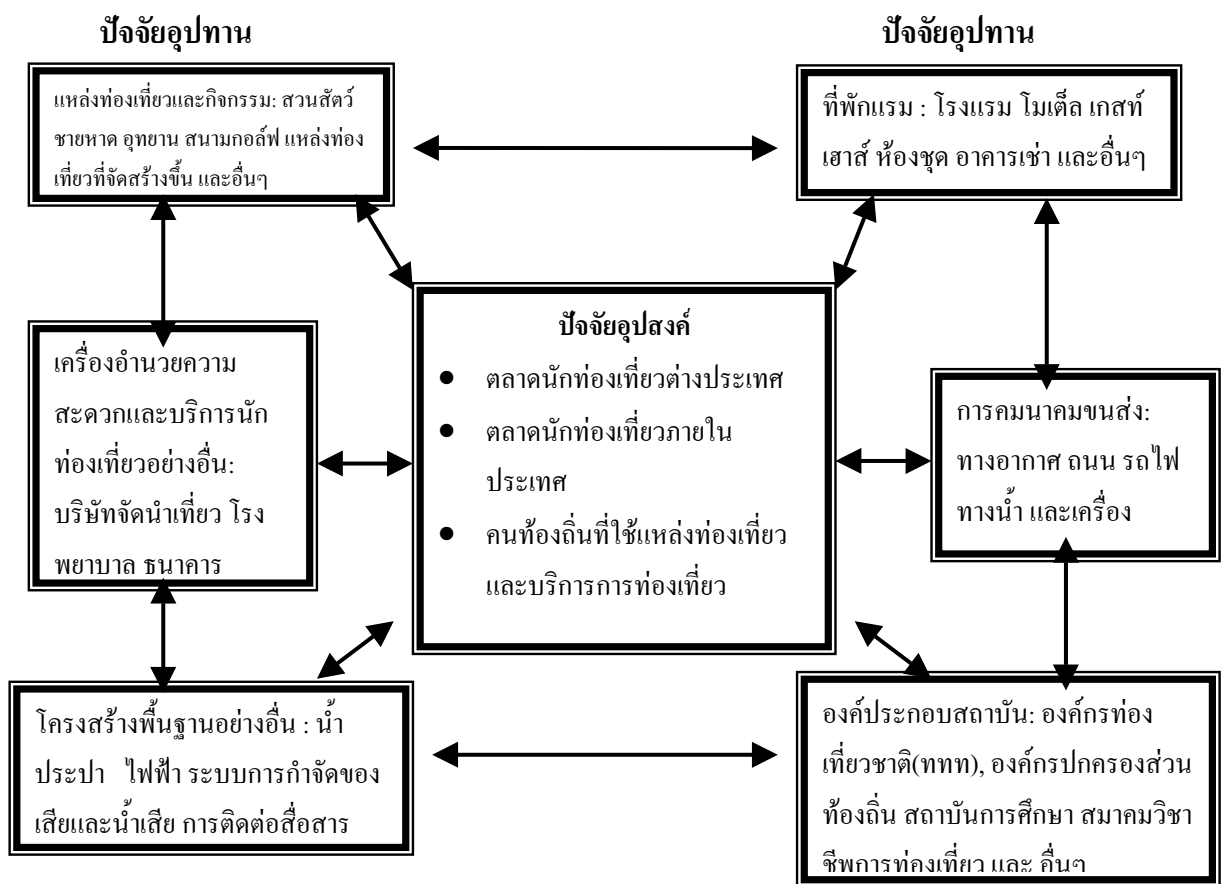 ปัจจัยอุปทาน
ปัจจัยอุปทาน
แหล่งท่องเที่ยวและกิจกรรม: สวนสัตว์
ชายหาด อุทยาน สนามกอล์ฟ แหล่งท่อง
เที่ยวที่จัดสร้างขึ้น และอื่นๆ
ที่พักแรม : โรงแรม โมเต็ล เกสท์
เฮาส์ ห้องชุด อาคารเช่า และอื่นๆ
เครื่องอำนวยความ
สะดวกและบริการนัก
ท่องเที่ยวอย่างอื่น:
บริษัทจัดนำเที่ยว โรง
พยาบาล ธนาคาร
ปัจจัยอุปสงค์
● ตลาดนักท่องเที่ยวต่างประเทศ
● ตลาดนักท่องเที่ยวภายใน
ประเทศ
● คนท้องถิ่นที่ใช้แหล่งท่องเที่ยว
และบริการการท่องเที่ยว
การคมนาคมขนส่ง:
ทางอากาศ ถนน รถไฟ
ทางน้ำ และเครื่อง
โครงสร้างพื้นฐานอย่างอื่น : น้ำ
ประปา ไฟฟ้า ระบบการกำจัดของ
เสียและน้ำเสีย การติดต่อสื่อสาร
องค์ประกอบสถาบัน: องค์กรท่อง
เที่ยวชาติ(ททท), องค์กรปกครองส่วน
ท้องถิ่น สถาบันการศึกษา สมาคมวิชา
ชีพการท่องเที่ยว และ อื่นๆ